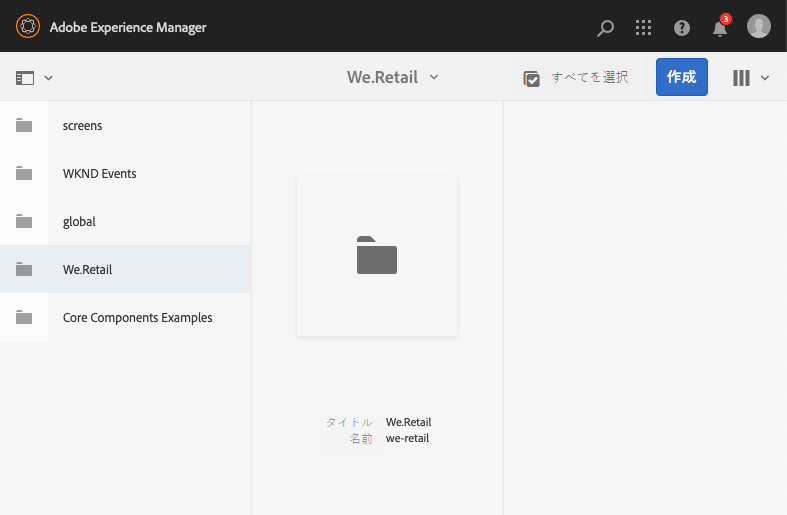 Adobe Experience Manager
3
We.Retail
すべてを選択
作成
screens
WKND Events
global
We.Retail
Core Components Examples
タイトル We.Retail
名前 we-retail